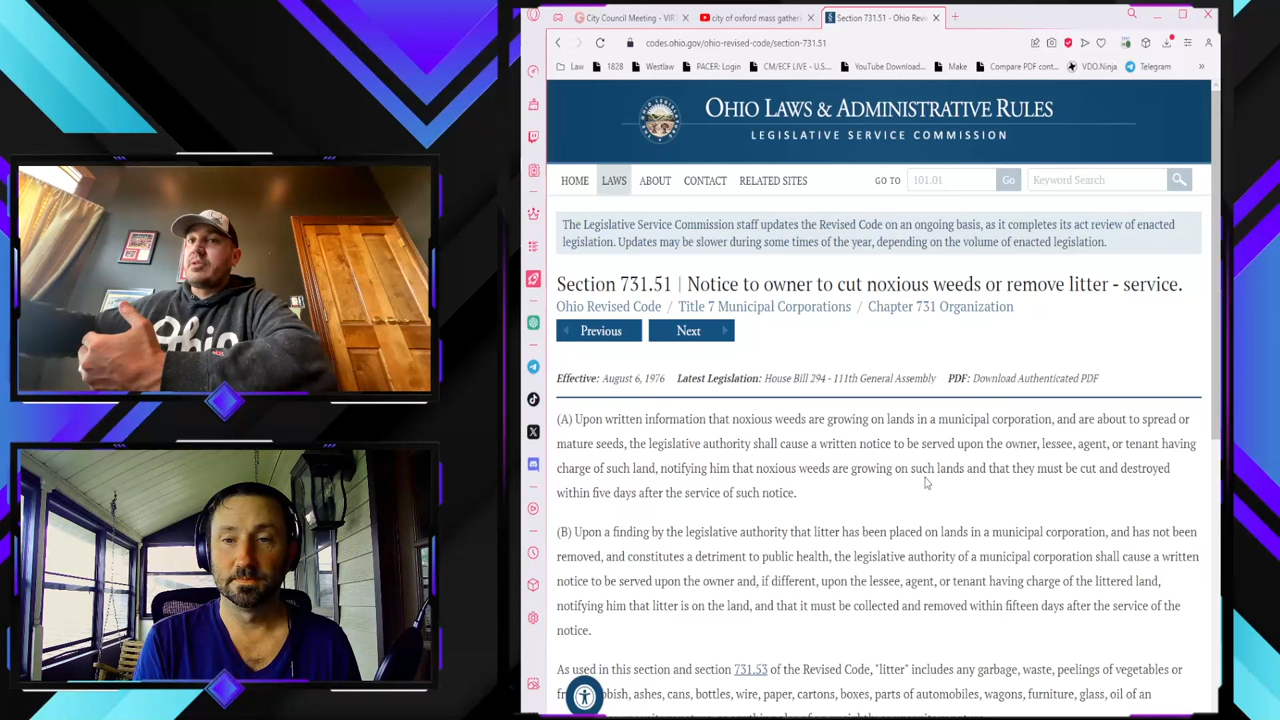 City Council Meeting - VIR
city of oxford mass gather
Section 731.51 - Ohio Revi
codes.ohio.gov/ohio-revised-code/section-731.51
Law
1828
Westlaw
PACER: Login
CM/ECF LIVE - U.S...
YouTube Download...
Make
Compare PDF cont...
VDO.Ninja
Telegram
»
OHIO LAWS & ADMINISTRATIVE RULES
LEGISLATIVE SERVICE COMMISSION
HOME LAWS ABOUT CONTACT RELATED SITES GO TO 101.01 Go Keyword Search
The Legislative Service Commission staff updates the Revised Code on an ongoing basis, as it completes its act review of enacted
legislation. Updates may be slower during some times of the year, depending on the volume of enacted legislation.
Section 731.51 | Notice to owner to cut noxious weeds or remove litter - service.
Ohio Revised Code / Title 7 Municipal Corporations / Chapter 731 Organization
Previous Next
Effective: August 6, 1976 Latest Legislation: House Bill 294 - 111th General Assembly PDF: Download Authenticated PDF
(A) Upon written information that noxious weeds are growing on lands in a municipal corporation, and are about to spread or
mature seeds, the legislative authority shall cause a written notice to be served upon the owner, lessee, agent, or tenant having
charge of such land, notifying him that noxious weeds are growing on such lands and that they must be cut and destroyed
within five days after the service of such notice.
(B) Upon a finding by the legislative authority that litter has been placed on lands in a municipal corporation, and has not been
removed, and constitutes a detriment to public health, the legislative authority of a municipal corporation shall cause a written
notice to be served upon the owner and, if different, upon the lessee, agent, or tenant having charge of the littered land,
notifying him that litter is on the land, and that it must be collected and removed within fifteen days after the service of the
notice.
As used in this section and section 731.53 of the Revised Code, "litter" includes any garbage, waste, peelings of vegetables or
ashes, cans, bottles, wire, paper, cartons, boxes, parts of automobiles, wagons, furniture, glass, oil of an
Ohio